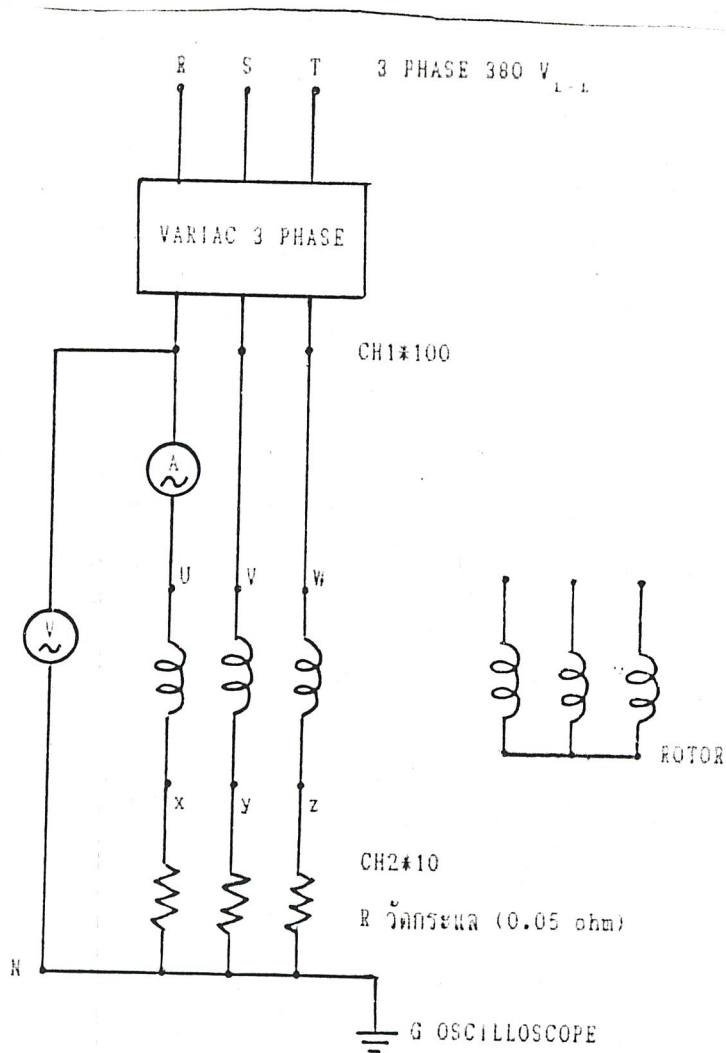 R S T 3 PHASE 380 V L-L
VARIAC 3 PHASE
CH1*100
A
U V W
V
ROTOR
x y z
CH2*10
R วัดกระแส (0.05 ohm)
N
G OSCILLOSCOPE